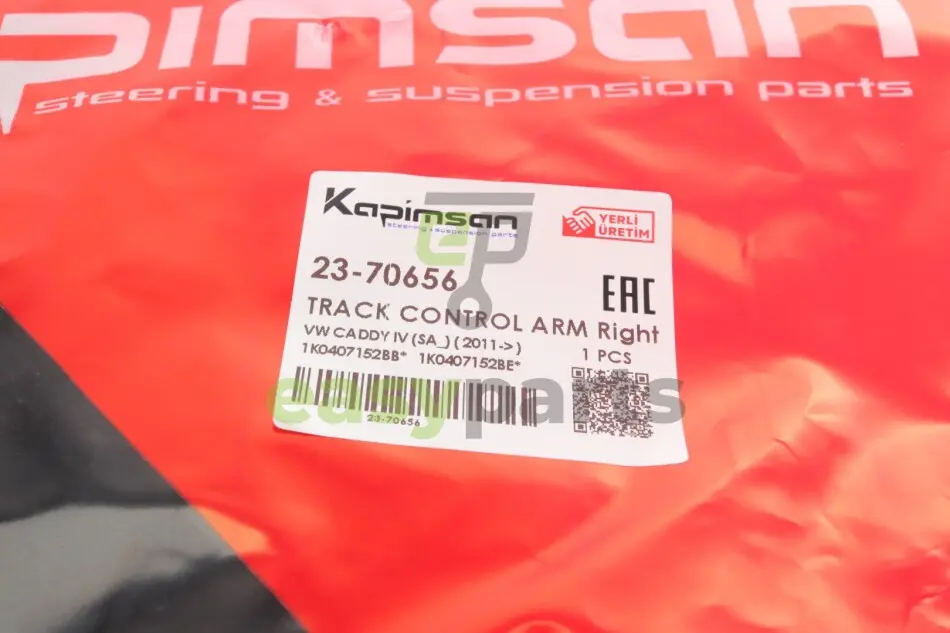 pımsan
steering & suspension parts
Kapimsan
steering & suspension parts
YERLİ
ÜRETİM
23-70656
EAC
TRACK CONTROL ARM Right
VW CADDY IV (SA_) ( 2011-> )
1 PCS
1K0407152BB* 1K0407152BE*
23-70656
easyparts